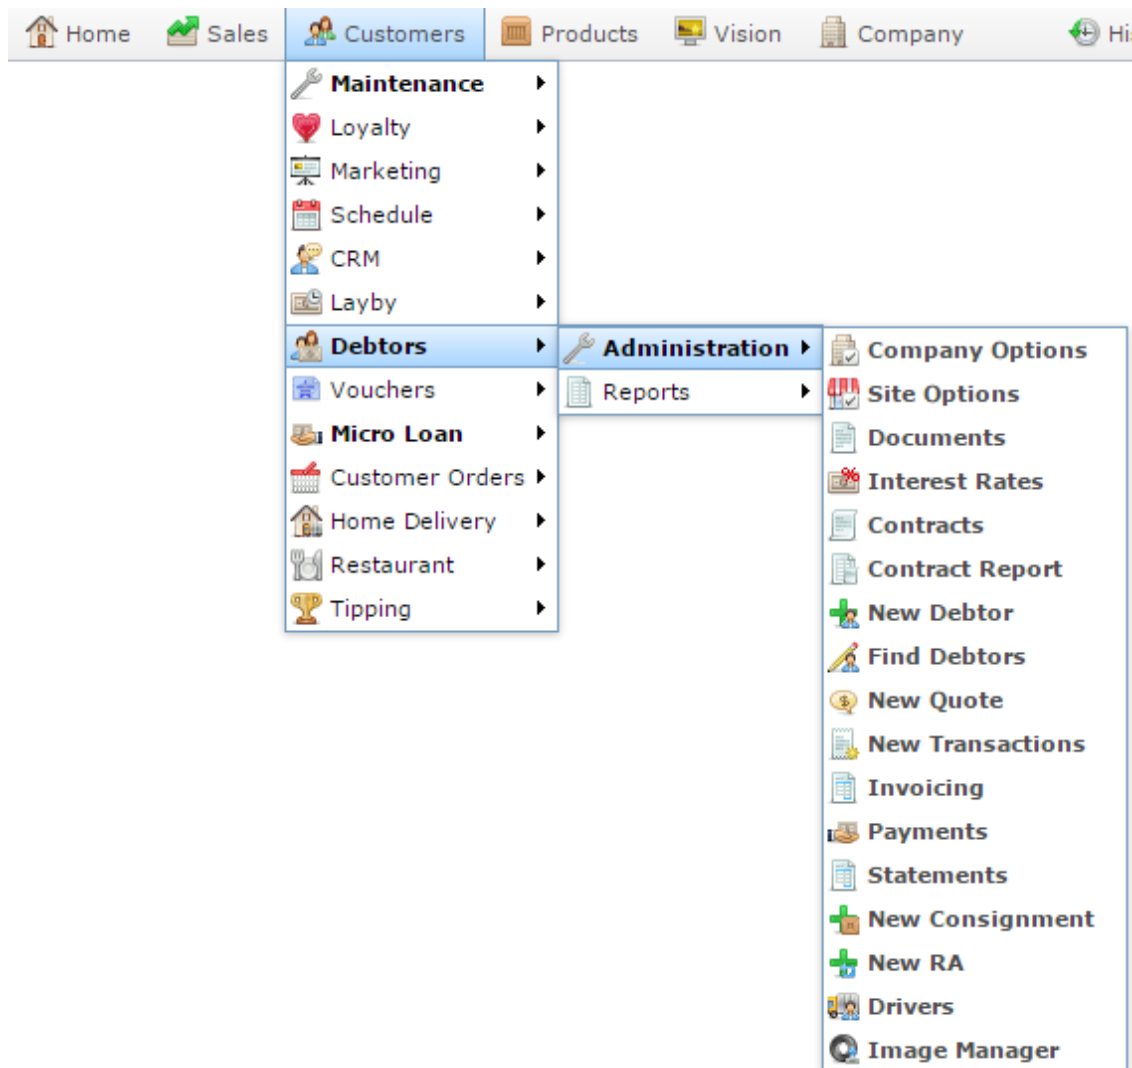 Home Sales Customers Products Vision Company
Maintenance
Loyalty
Marketing
Schedule
CRM
Layby
Debtors
Vouchers
Micro Loan
Customer Orders
Home Delivery
Restaurant
Tipping
Administration
Reports
Company Options
Site Options
Documents
Interest Rates
Contracts
Contract Report
New Debtor
Find Debtors
New Quote
New Transactions
Invoicing
Payments
Statements
New Consignment
New RA
Drivers
Image Manager